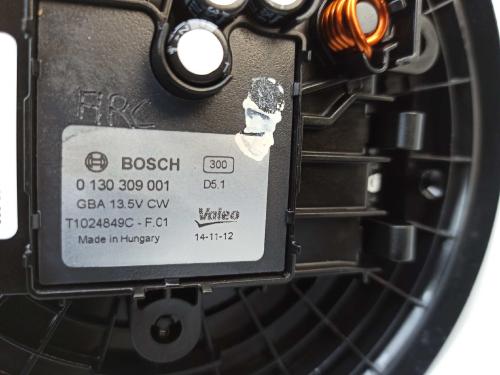 BOSCH 300
0 130 309 001 D5.1
GBA 13.5V CW
T1024849C - F.01 Valeo
Made in Hungary 14-11-12